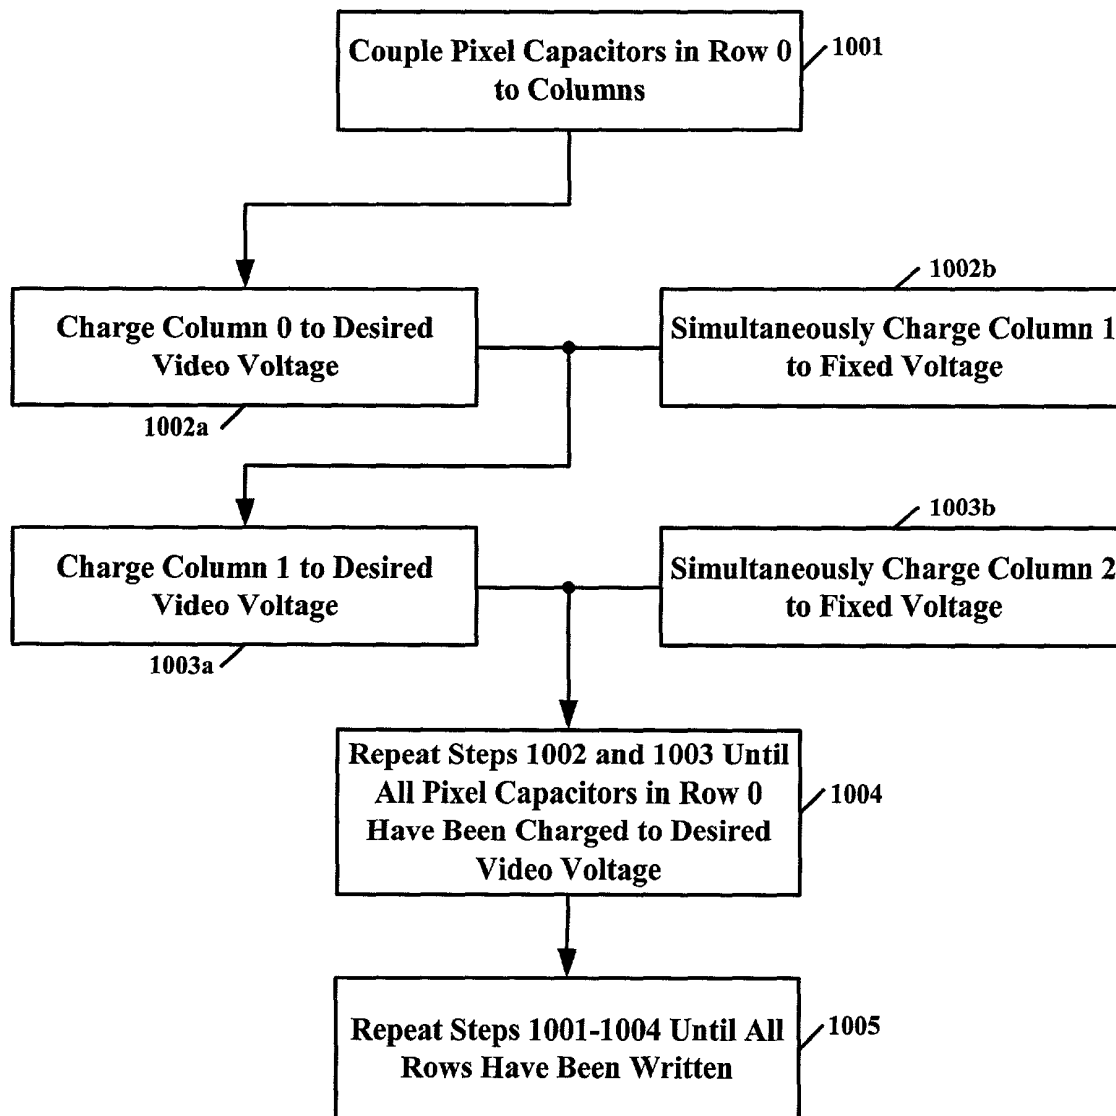 Couple Pixel Capacitors in Row 0
to Columns
1001
1002b
Charge Column 0 to Desired
Video Voltage
Simultaneously Charge Column 1
to Fixed Voltage
1002a
1003b
Charge Column 1 to Desired
Video Voltage
Simultaneously Charge Column 2
to Fixed Voltage
1003a
Repeat Steps 1002 and 1003 Until
All Pixel Capacitors in Row 0
Have Been Charged to Desired
Video Voltage
1004
Repeat Steps 1001-1004 Until All
Rows Have Been Written
1005